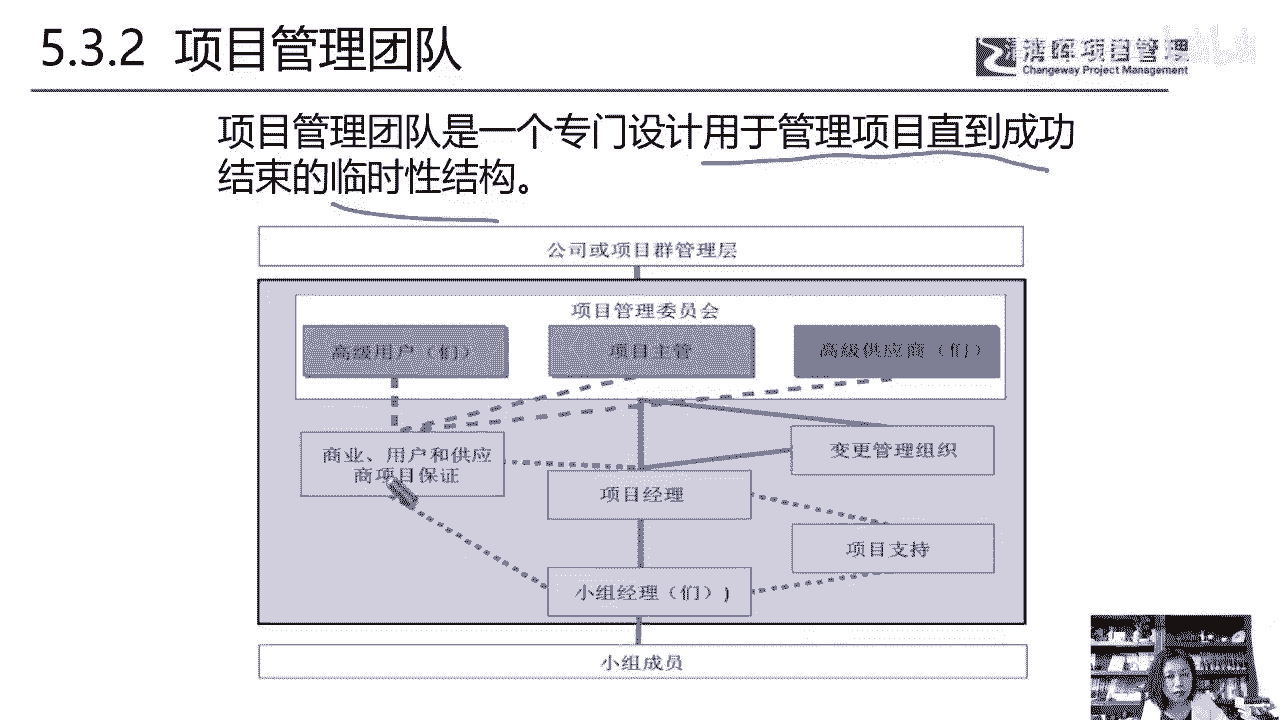 5.3.2 项目管理团队
清晖项目管理
Changeway Project Management
项目管理团队是一个专门设计用于管理项目直到成功
结束的临时性结构。
公司或项目群管理层
项目管理委员会
高级用户（们）
项目主管
高级供应商（们）
商业、用户和供应
商项目保证
变更管理组织
项目经理
项目支持
小组经理（们）)
小组成员